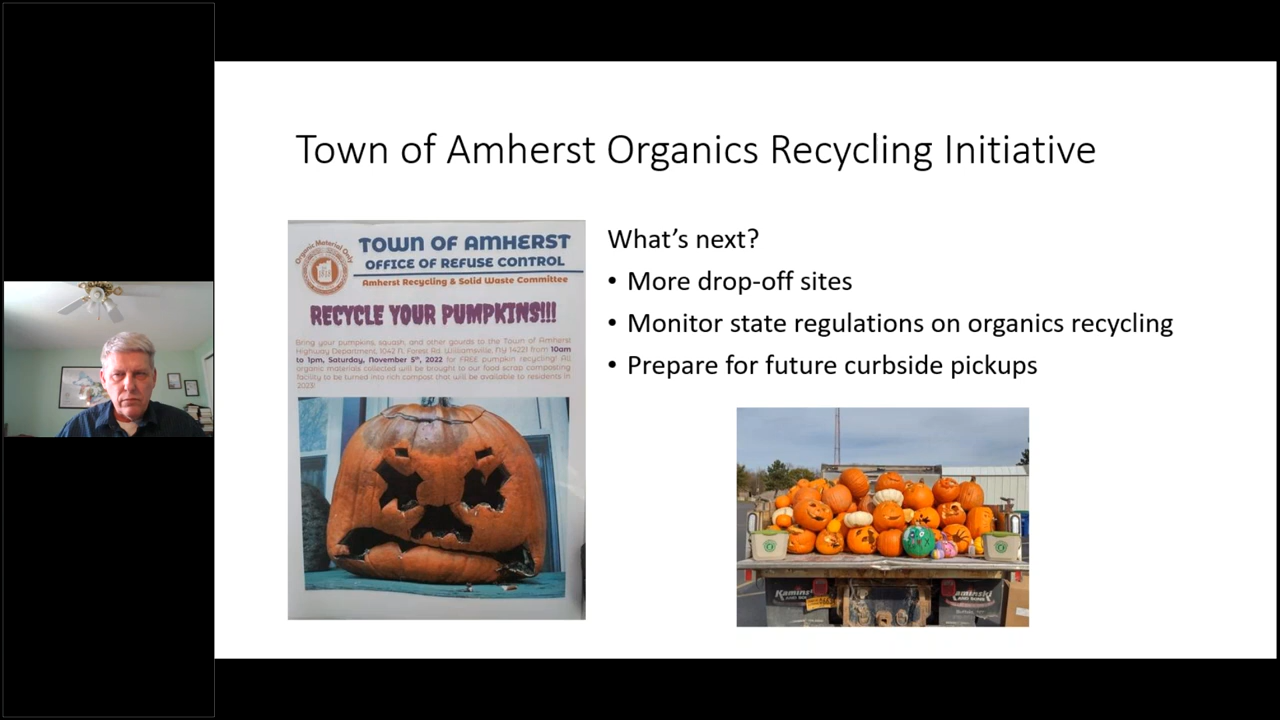 Town of Amherst Organics Recycling Initiative
Organic Material Only
TOWN OF AMHERST
OFFICE OF REFUSE CONTROL
Amherst Recycling & Solid Waste Committee
RECYCLE YOUR PUMPKINS!!!
Bring your pumpkins, squash, and other gourds to the Town of Amherst
Highway Department, 1042 N. Forest Rd. Williamsville, NY 14221 from 10am
to 1pm, Saturday, November 5th, 2022 for FREE pumpkin recycling! All
organic materials collected will be brought to our food scrap composting
facility to be turned into rich compost that will be available to residents in
2023!
What’s next?
• More drop-off sites
• Monitor state regulations on organics recycling
• Prepare for future curbside pickups
Kaminski
Kaminski